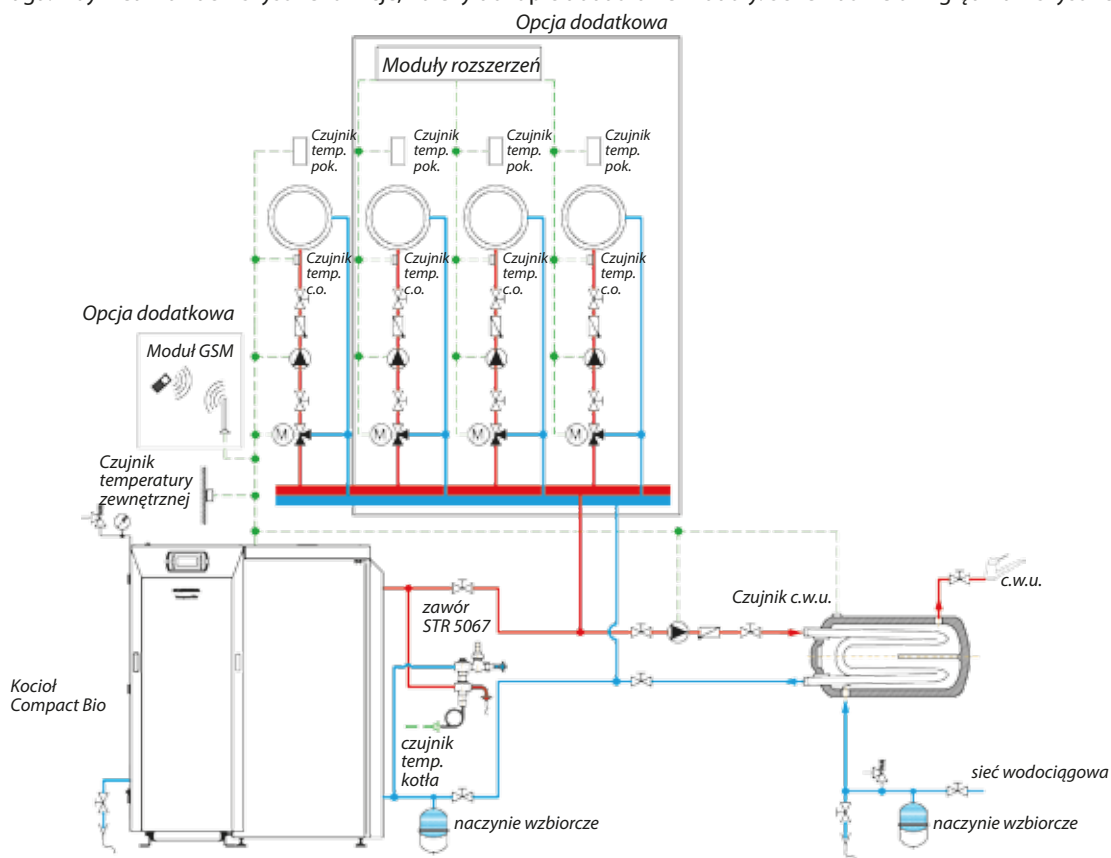 Opcja dodatkowa
Moduły rozszerzeń
Czujnik
temp.
pok.
Czujnik
temp.
pok.
Czujnik
temp.
pok.
Czujnik
temp.
pok.
Czujnik
temp.
c.o.
Czujnik
temp.
c.o.
Czujnik
temp.
c.o.
Czujnik
temp.
c.o.
Opcja dodatkowa
Moduł GSM
M
M
M
M
Czujnik
temperatury
zewnętrznej
zawór
STR 5067
Czujnik c.w.u.
c.w.u.
Kocioł
Compact Bio
czujnik
temp.
kotła
naczynie wzbiorcze
sieć wodociągowa
naczynie wzbiorcze